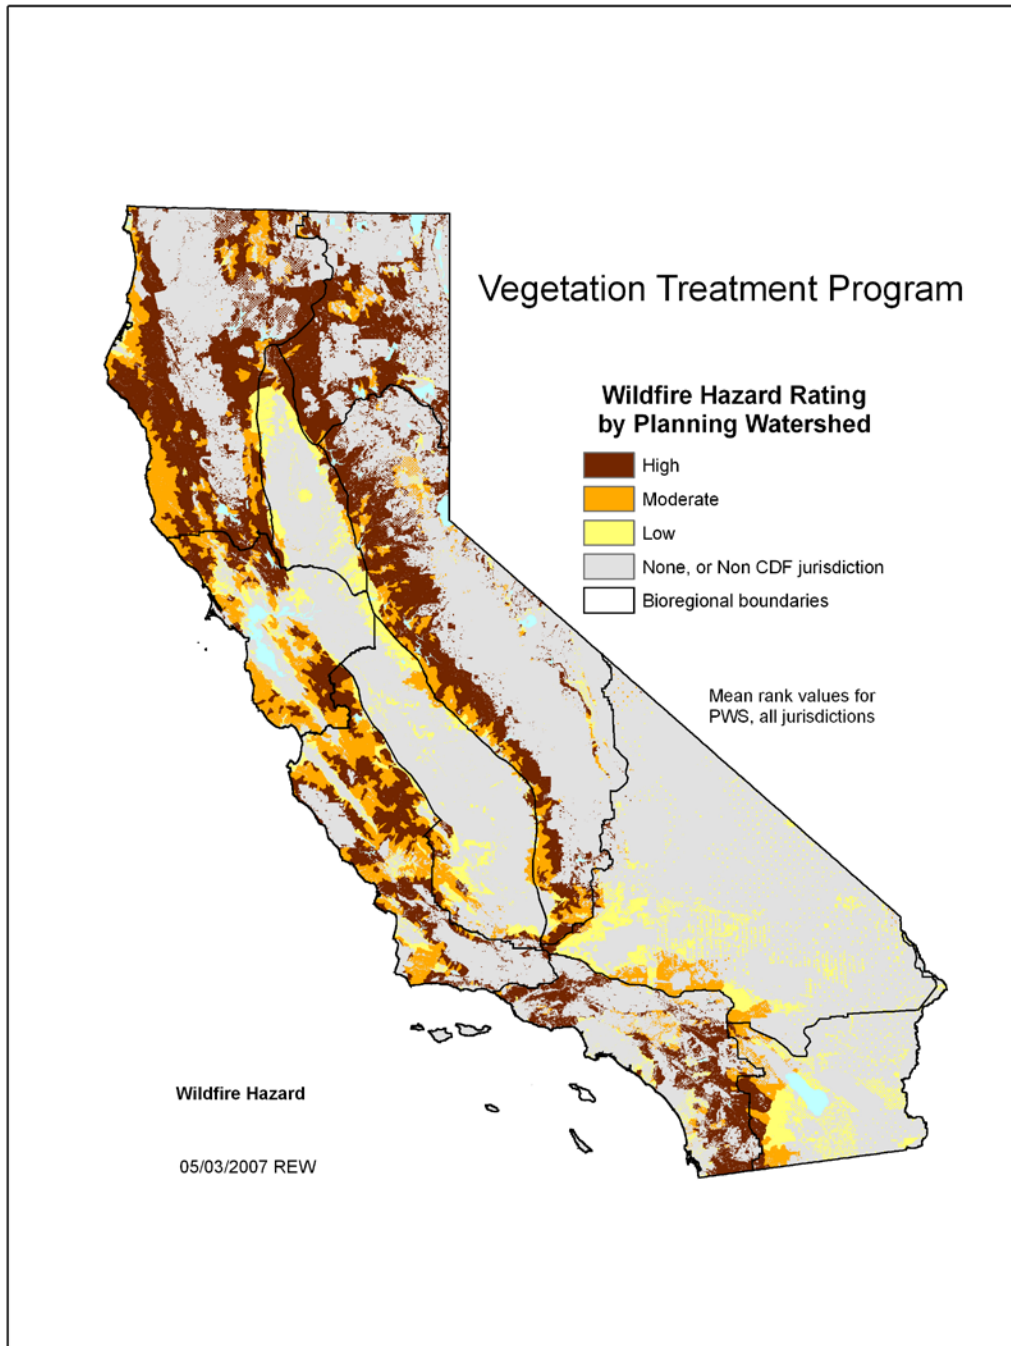 Vegetation Treatment Program
Wildfire Hazard Rating
by Planning Watershed
High
Moderate
Low
None, or Non CDF jurisdiction
Bioregional boundaries
Mean rank values for
PWS, all jurisdictions
Wildfire Hazard
05/03/2007 REW